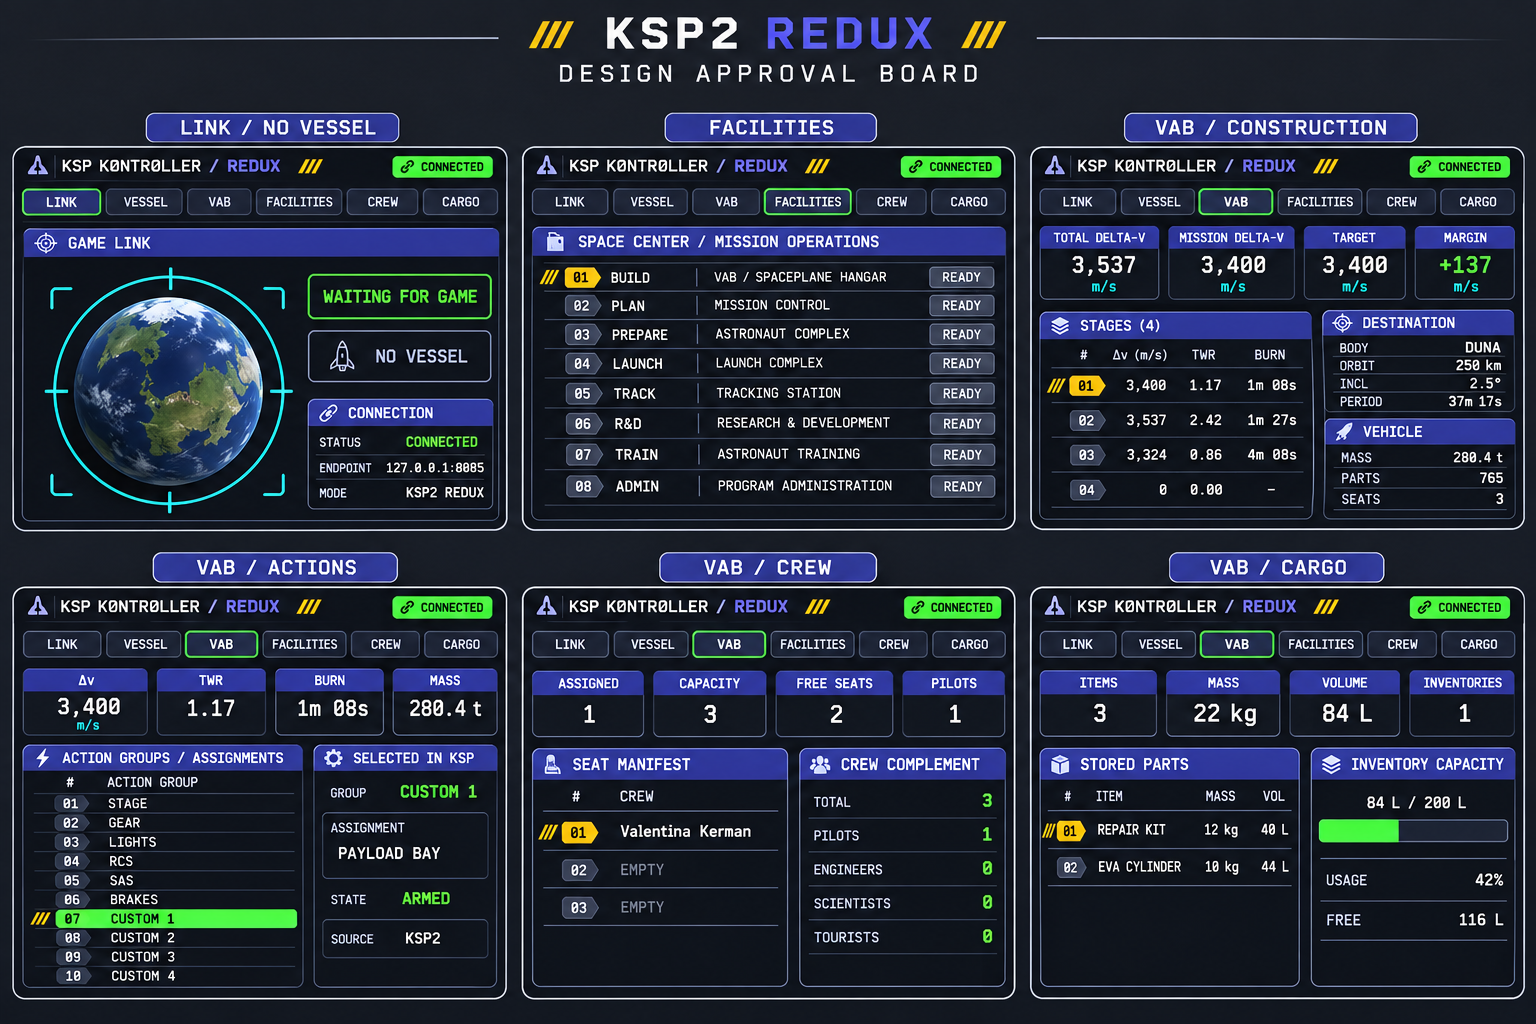 /// KSP2 REDUX ///
DESIGN APPROVAL BOARD
LINK / NO VESSEL
KSP KØNTRØLLER / REDUX ///
CONNECTED
LINK VESSEL VAB FACILITIES CREW CARGO
GAME LINK
WAITING FOR GAME
NO VESSEL
CONNECTION
STATUS CONNECTED
ENDPOINT 127.0.0.1:8085
MODE KSP2 REDUX
FACILITIES
KSP KØNTRØLLER / REDUX ///
CONNECTED
LINK VESSEL VAB FACILITIES CREW CARGO
SPACE CENTER / MISSION OPERATIONS
/// 01 BUILD | VAB / SPACEPLANE HANGAR READY
02 PLAN | MISSION CONTROL READY
03 PREPARE | ASTRONAUT COMPLEX READY
04 LAUNCH | LAUNCH COMPLEX READY
05 TRACK | TRACKING STATION READY
06 R&D | RESEARCH & DEVELOPMENT READY
07 TRAIN | ASTRONAUT TRAINING READY
08 ADMIN | PROGRAM ADMINISTRATION READY
VAB / CONSTRUCTION
KSP KØNTRØLLER / REDUX ///
CONNECTED
LINK VESSEL VAB FACILITIES CREW CARGO
TOTAL DELTA-V MISSION DELTA-V TARGET MARGIN
3,537 3,400 3,400 +137
m/s m/s m/s m/s
STAGES (4)
# Δv (m/s) TWR BURN
/// 01 3,400 1.17 1m 08s
02 3,537 2.42 1m 27s
03 3,324 0.86 4m 08s
04 0 0.00 –
DESTINATION
BODY DUNA
ORBIT 250 km
INCL 2.5°
PERIOD 37m 17s
VEHICLE
MASS 280.4 t
PARTS 765
SEATS 3
VAB / ACTIONS
KSP KØNTRØLLER / REDUX ///
CONNECTED
LINK VESSEL VAB FACILITIES CREW CARGO
Δv TWR BURN MASS
3,400 1.17 1m 08s 280.4 t
m/s
ACTION GROUPS / ASSIGNMENTS
# ACTION GROUP
01 STAGE
02 GEAR
03 LIGHTS
04 RCS
05 SAS
06 BRAKES
/// 07 CUSTOM 1
08 CUSTOM 2
09 CUSTOM 3
10 CUSTOM 4
SELECTED IN KSP
GROUP CUSTOM 1
ASSIGNMENT
PAYLOAD BAY
STATE ARMED
SOURCE KSP2
VAB / CREW
KSP KØNTRØLLER / REDUX ///
CONNECTED
LINK VESSEL VAB FACILITIES CREW CARGO
ASSIGNED CAPACITY FREE SEATS PILOTS
1 3 2 1
SEAT MANIFEST
# CREW
/// 01 Valentina Kerman
02 EMPTY
03 EMPTY
CREW COMPLEMENT
TOTAL 3
PILOTS 1
ENGINEERS 0
SCIENTISTS 0
TOURISTS 0
VAB / CARGO
KSP KØNTRØLLER / REDUX ///
CONNECTED
LINK VESSEL VAB FACILITIES CREW CARGO
ITEMS MASS VOLUME INVENTORIES
3 22 kg 84 L 1
STORED PARTS
# ITEM MASS VOL
/// 01 REPAIR KIT 12 kg 40 L
02 EVA CYLINDER 10 kg 44 L
INVENTORY CAPACITY
84 L / 200 L
USAGE 42%
FREE 116 L